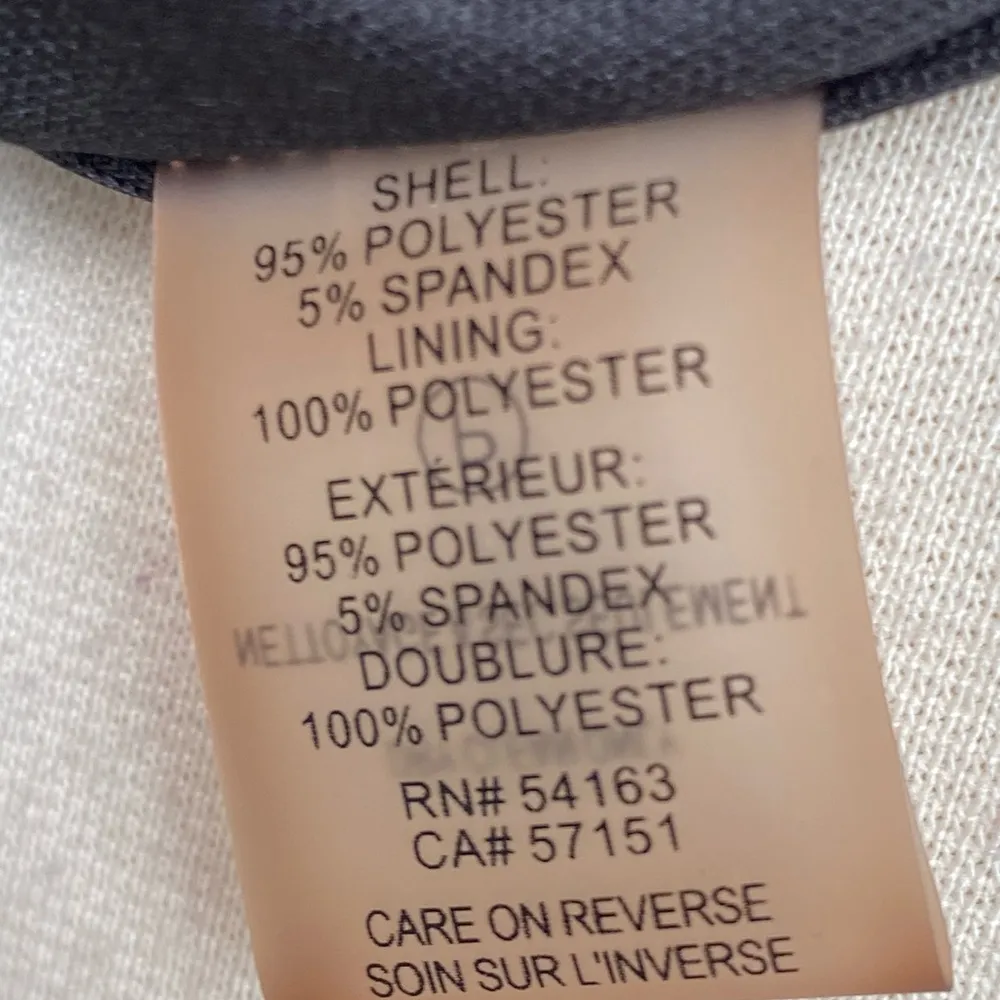 SHELL:
95% POLYESTER
5% SPANDEX
LINING:
100% POLYESTER
EXTÉRIEUR:
95% POLYESTER
5% SPANDEX
DOUBLURE:
100% POLYESTER
RN# 54163
CA# 57151
CARE ON REVERSE
SOIN SUR L'INVERSE